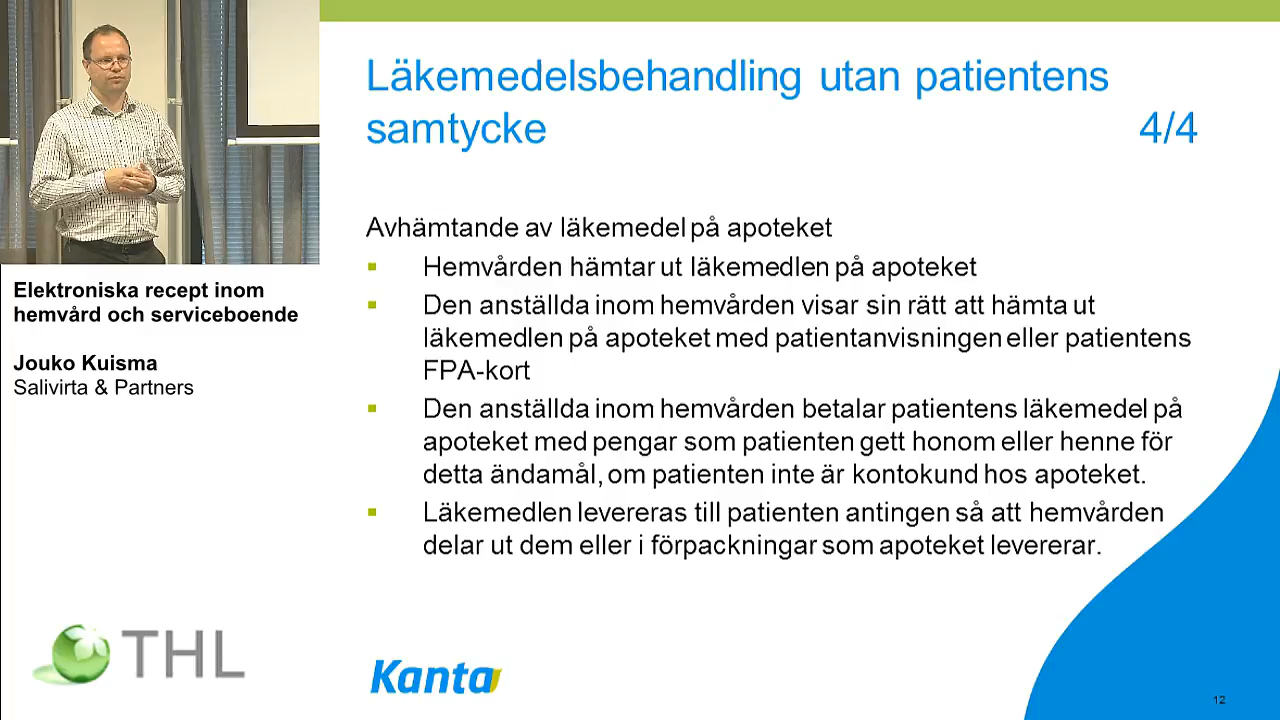 Läkemedelsbehandling utan patientens
samtycke 4/4
Avhämtande av läkemedel på apoteket
▪ Hemvården hämtar ut läkemedlen på apoteket
▪ Den anställda inom hemvården visar sin rätt att hämta ut
läkemedlen på apoteket med patientanvisningen eller patientens
FPA-kort
▪ Den anställda inom hemvården betalar patientens läkemedel på
apoteket med pengar som patienten gett honom eller henne för
detta ändamål, om patienten inte är kontokund hos apoteket.
▪ Läkemedlen levereras till patienten antingen så att hemvården
delar ut dem eller i förpackningar som apoteket levererar.
Elektroniska recept inom
hemvård och serviceboende
Jouko Kuisma
Salivirta & Partners
THL
Kanta
12